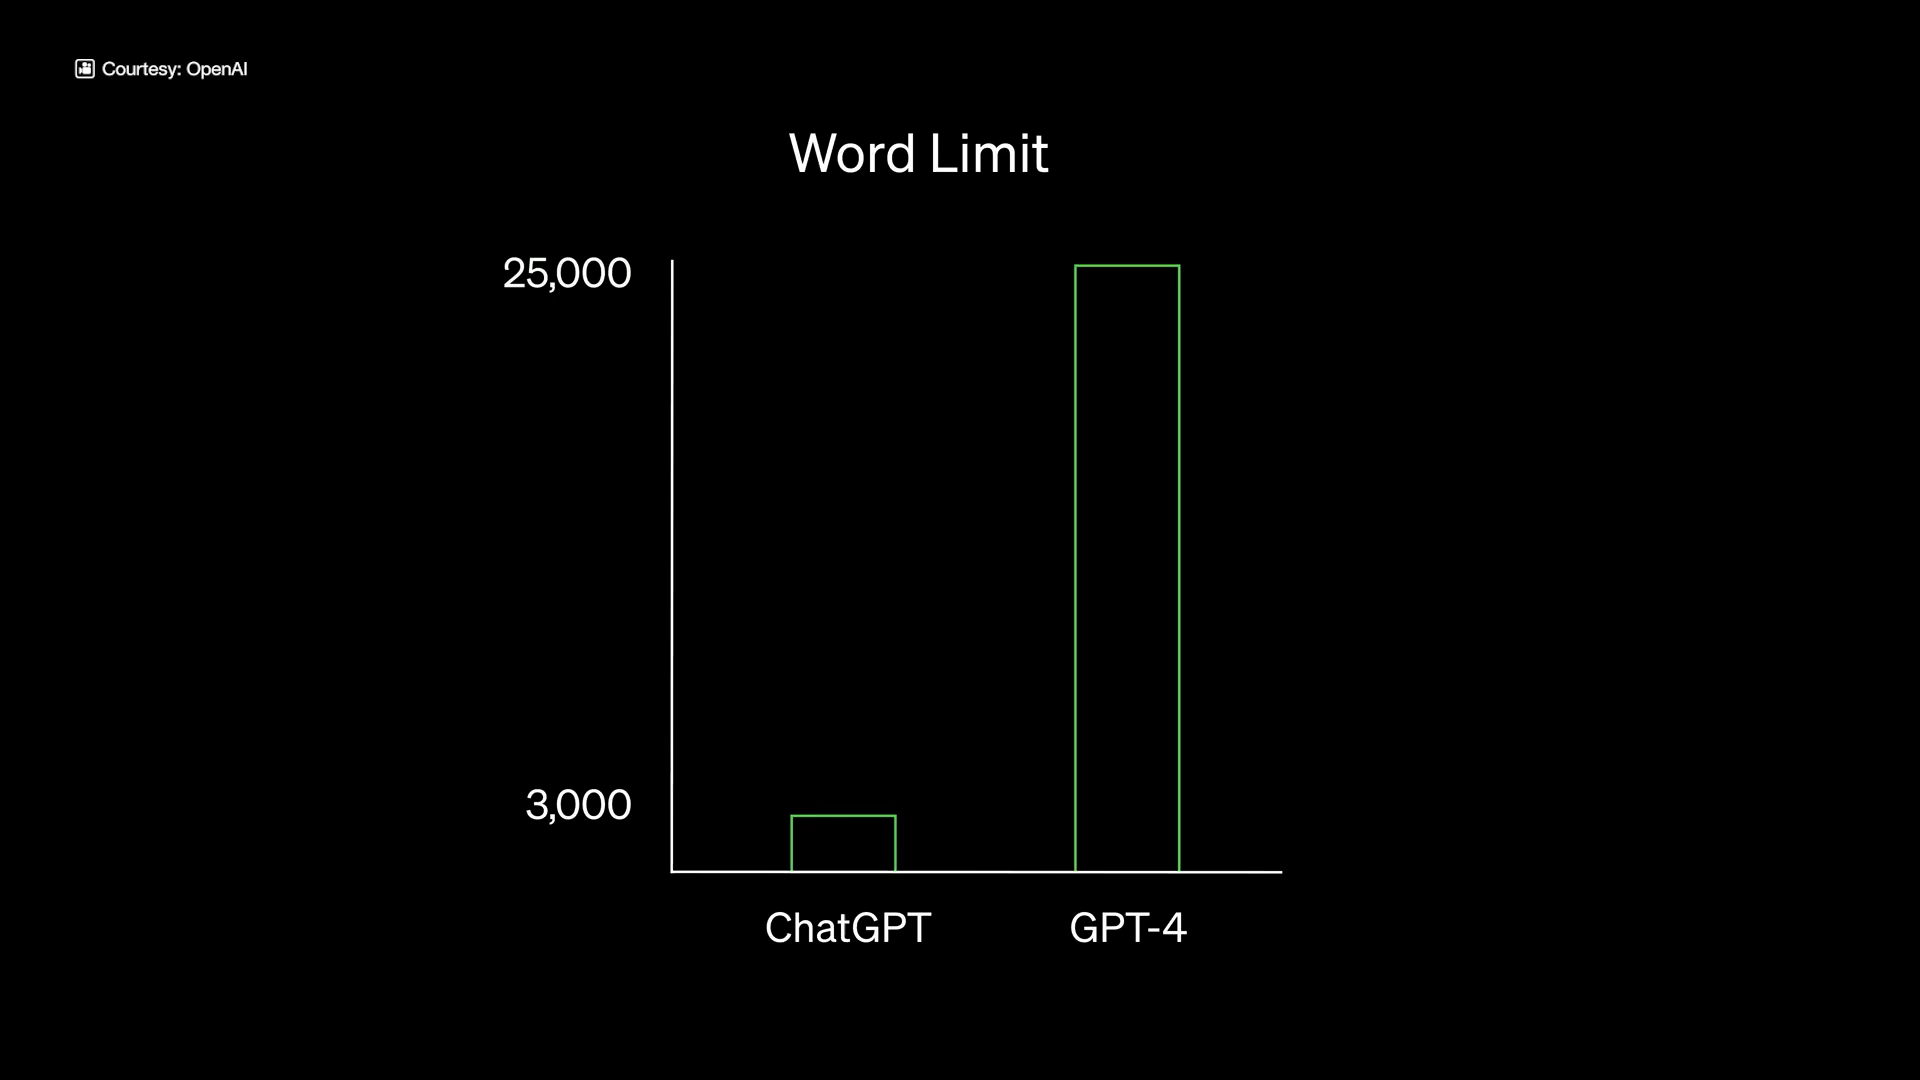 Courtesy: OpenAI
Word Limit
25,000
3,000
ChatGPT
GPT-4